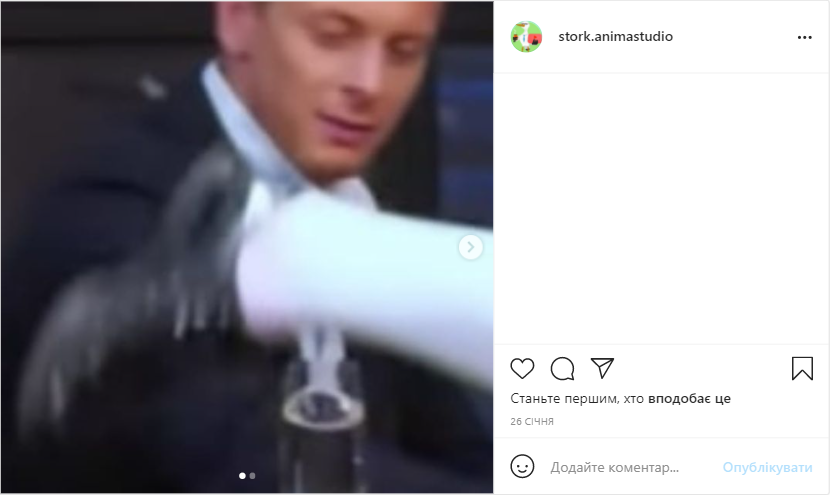 stork.animastudio
Станьте першим, хто вподобає це
26 СІЧНЯ
Додайте коментар...
Опублікувати